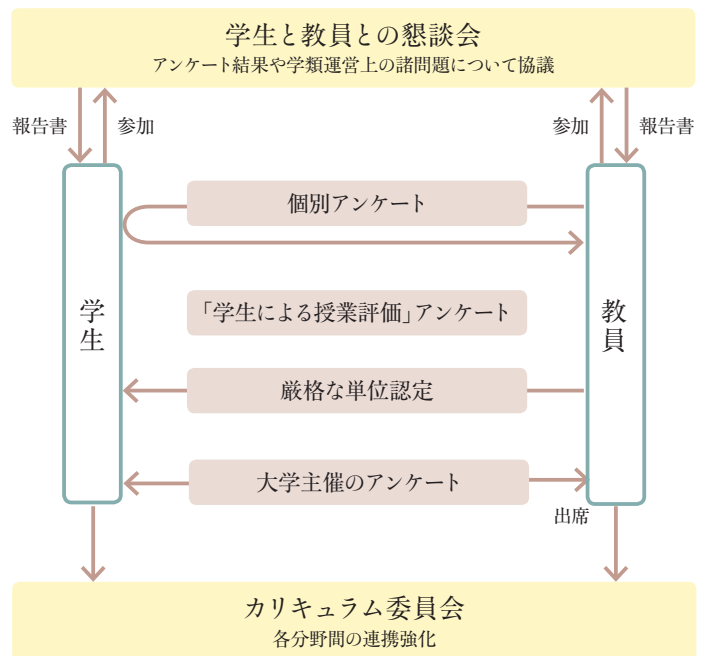 学生と教員との懇談会
アンケート結果や学類運営上の諸問題について協議
報告書
参加
参加
報告書
個別アンケート
「学生による授業評価」アンケート
学生
教員
厳格な単位認定
大学主催のアンケート
出席
カリキュラム委員会
各分野間の連携強化